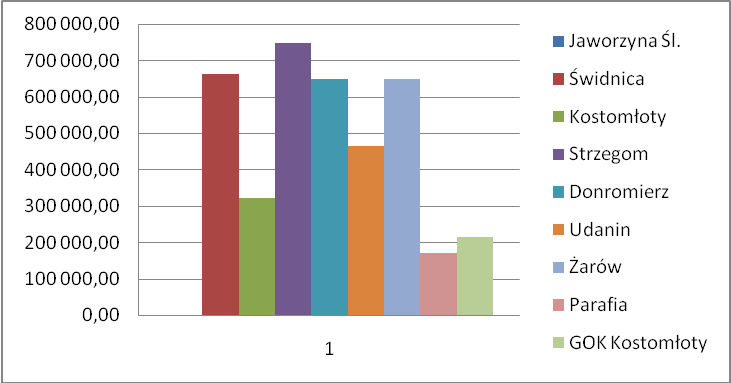 800 000,00
700 000,00
600 000,00
500 000,00
400 000,00
300 000,00
200 000,00
100 000,00
0,00
1
Jaworzyna Śl.
Świdnica
Kostomłoty
Strzegom
Donromierz
Udanin
Żarów
Parafia
GOK Kostomłoty